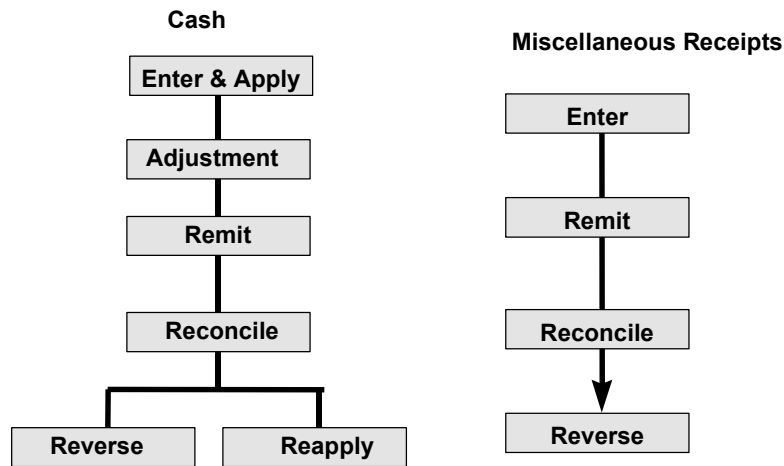 Cash
Enter & Apply
Adjustment
Remit
Reconcile
Reverse
Reapply
Miscellaneous Receipts
Enter
Remit
Reconcile
Reverse